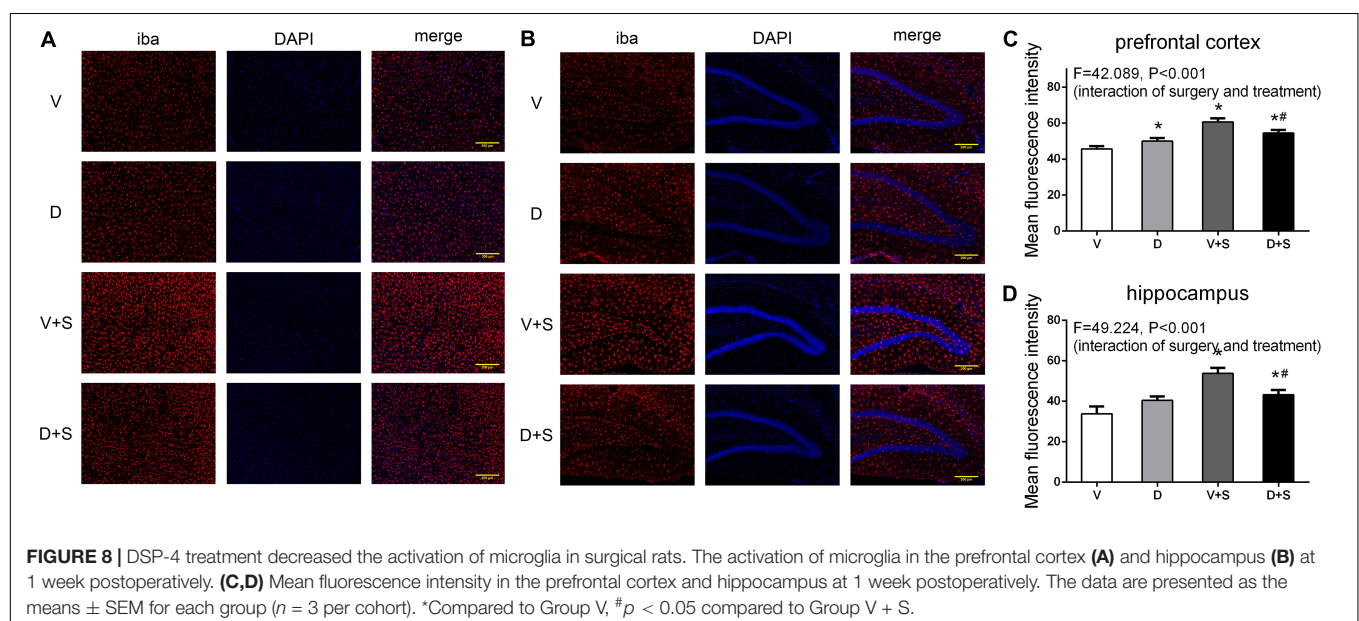 A
iba
DAPI
merge
V
D
V+S
D+S
B
iba
DAPI
merge
V
D
V+S
D+S
C
prefrontal cortex
F=42.089, P<0.001
(interaction of surgery and treatment)
Mean fluorescence intensity
80
60
40
20
0
*
*
*#
V
D
V+S
D+S
D
hippocampus
F=49.224, P<0.001
(interaction of surgery and treatment)
Mean fluorescence intensity
80
60
40
20
0
*
*#
V
D
V+S
D+S
FIGURE 8 | DSP-4 treatment decreased the activation of microglia in surgical rats. The activation of microglia in the prefrontal cortex (A) and hippocampus (B) at
1 week postoperatively. (C,D) Mean fluorescence intensity in the prefrontal cortex and hippocampus at 1 week postoperatively. The data are presented as the
means ± SEM for each group (n = 3 per cohort). *Compared to Group V, #p < 0.05 compared to Group V + S.